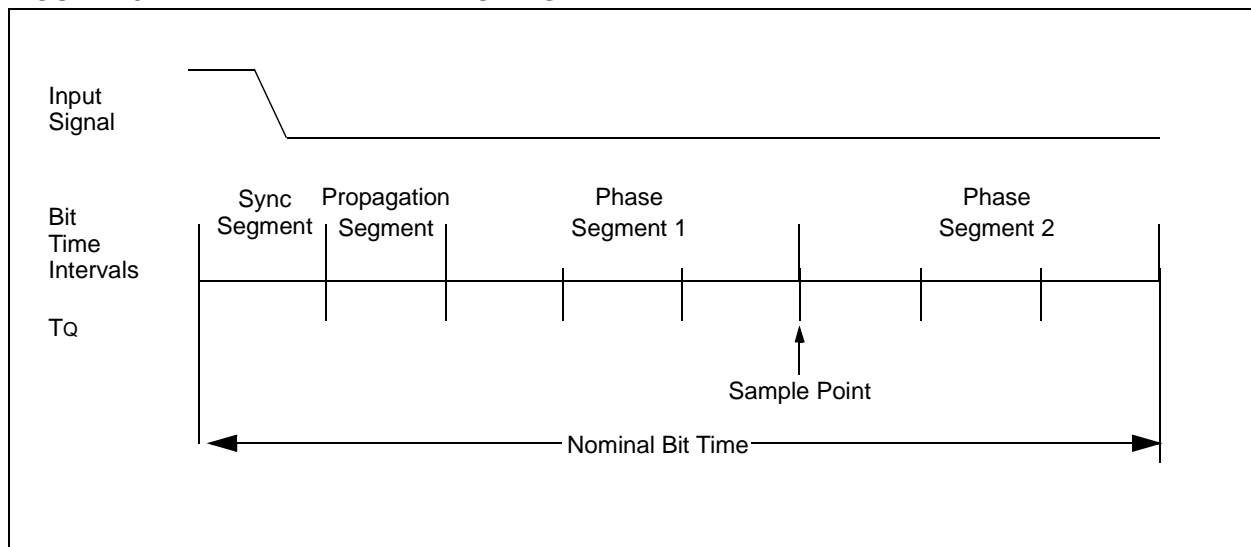 Input
Signal
Sync
Segment
Propagation
Segment
Phase
Segment 1
Phase
Segment 2
Bit
Time
Intervals
TQ
Sample Point
Nominal Bit Time